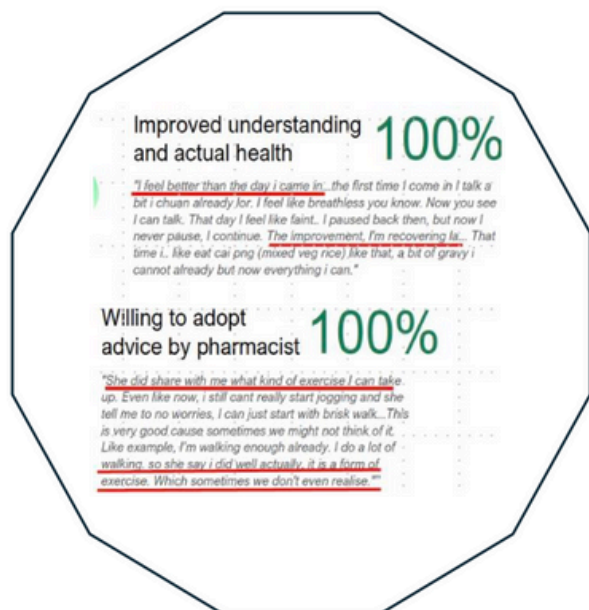 Improved understanding 100%
and actual health
"I feel better than the day i came in...the first time I come in I talk a
bit i chuan already lor. I feel like breathless you know. Now you see
I can talk. That day I feel like faint.. I paused back then, but now I
never pause, I continue. The improvement, I'm recovering la... That
time i.. like eat cai png (mixed veg rice) like that, a bit of gravy i
cannot already but now everything i can."
Willing to adopt 100%
advice by pharmacist
"She did share with me what kind of exercise I can take
up. Even like now, i still cant really start jogging and she
tell me to no worries, I can just start with brisk walk...This
is very good cause sometimes we might not think of it.
Like example, I'm walking enough already. I do a lot of
walking, so she say i did well actually, it is a form of
exercise. Which sometimes we don't even realise.""